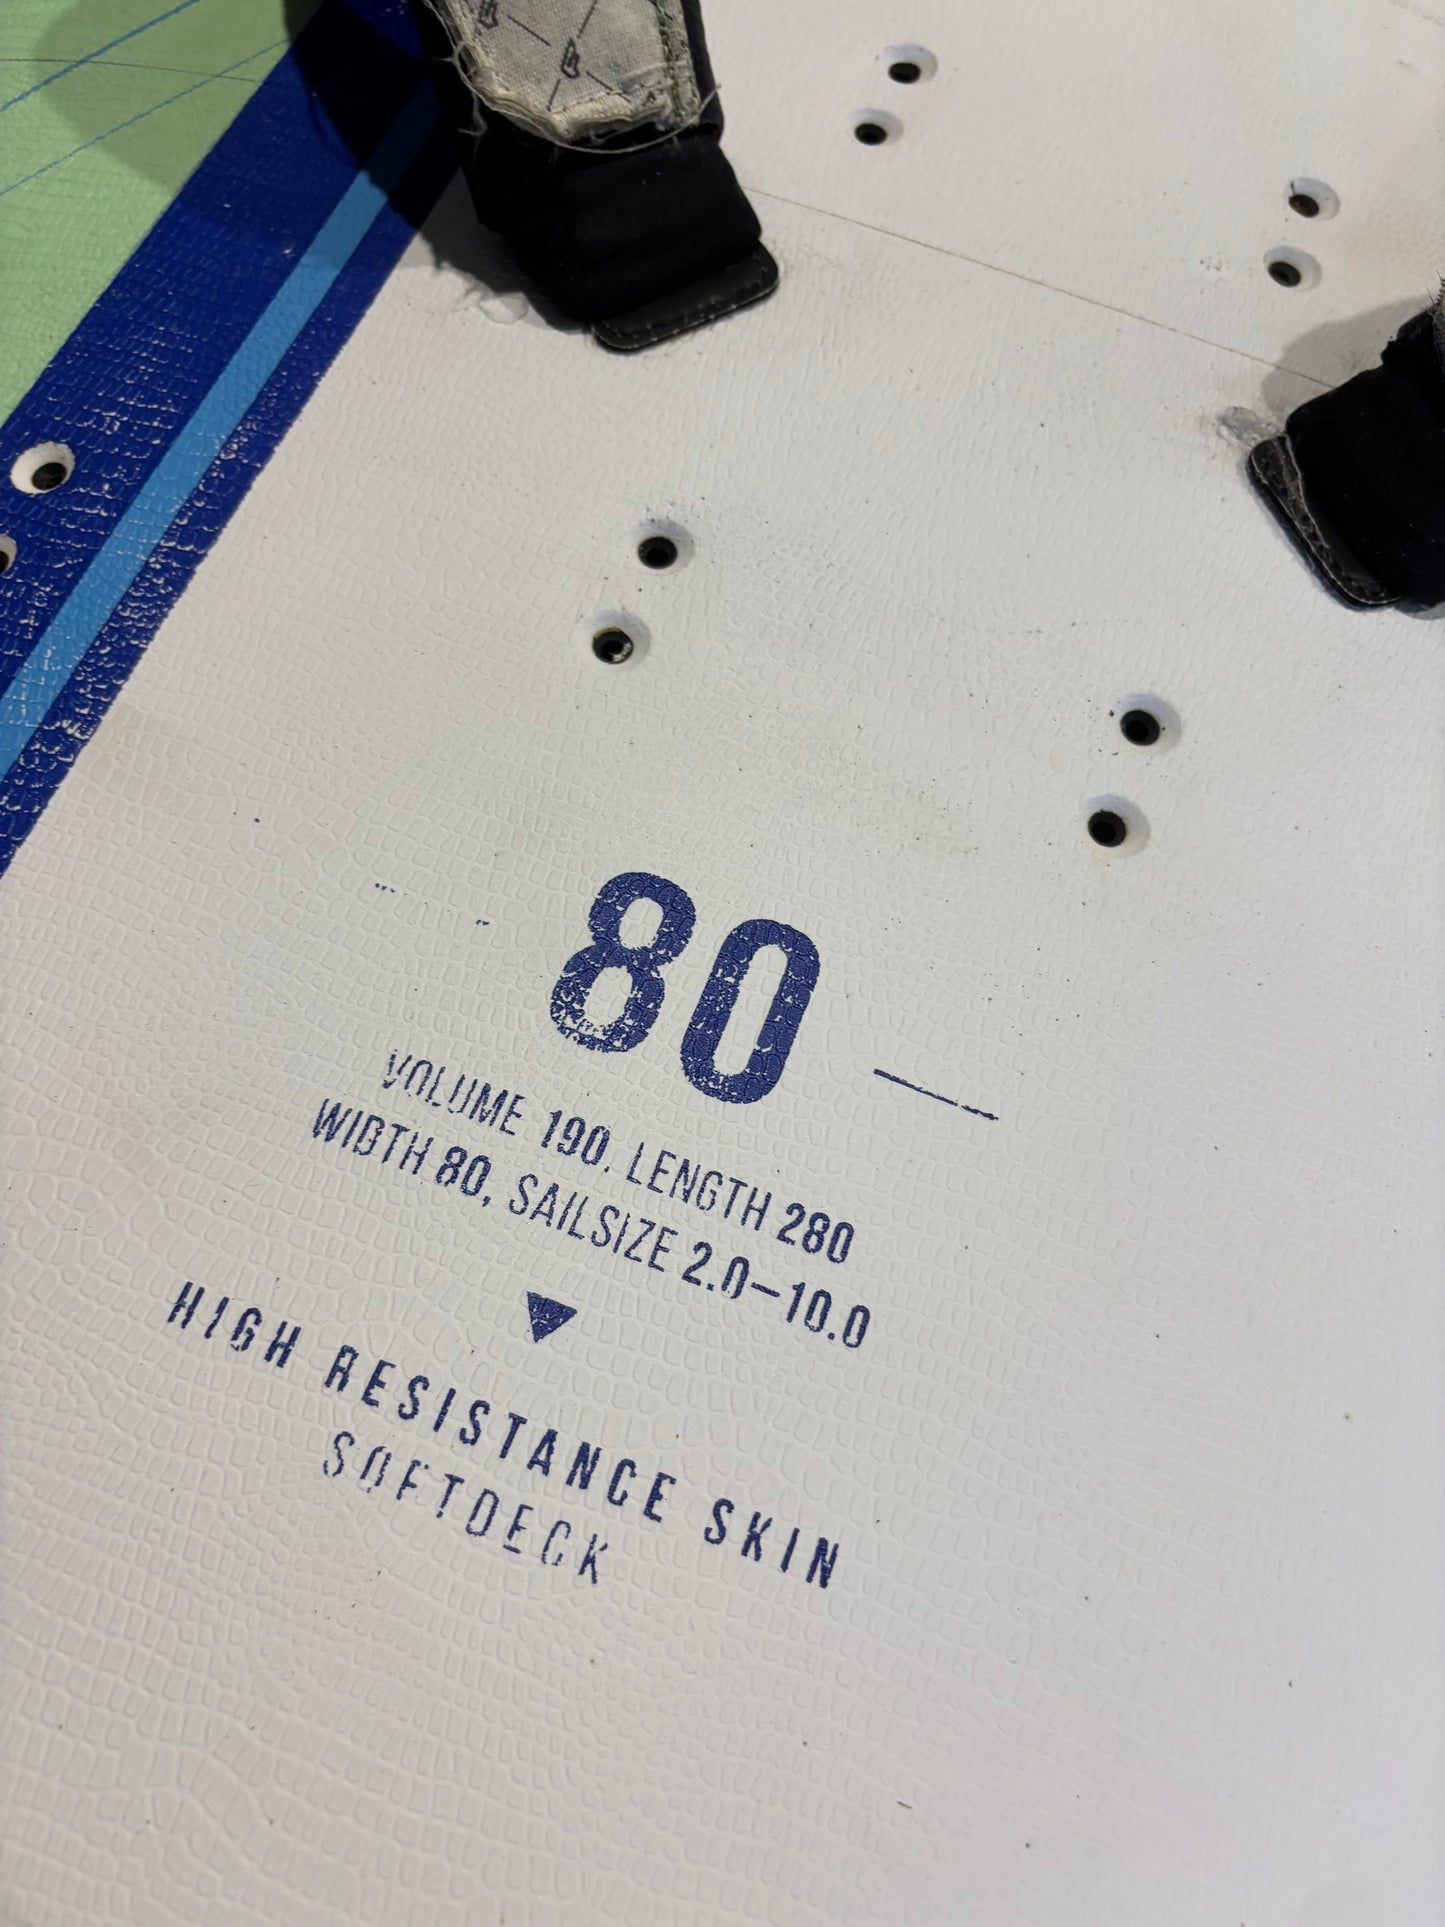 80
VOLUME 190. LENGTH 280
WIDTH 80, SAILSIZE 2.0–10.0
HIGH RESISTANCE SKIN
SOFTDECK